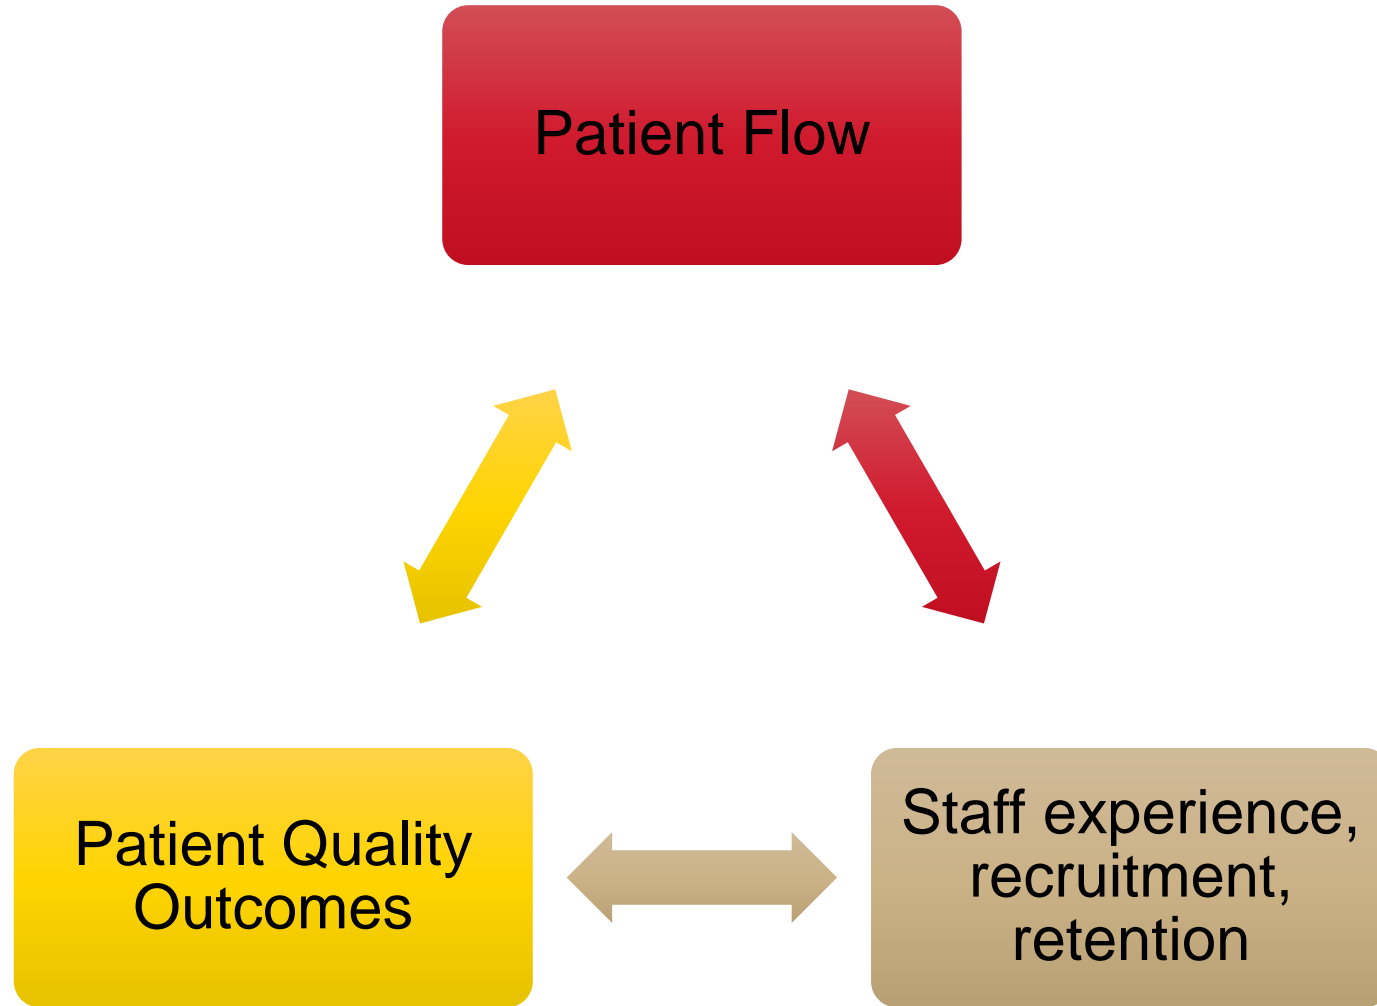 Patient Flow
Patient Quality
Outcomes
Staff experience,
recruitment,
retention